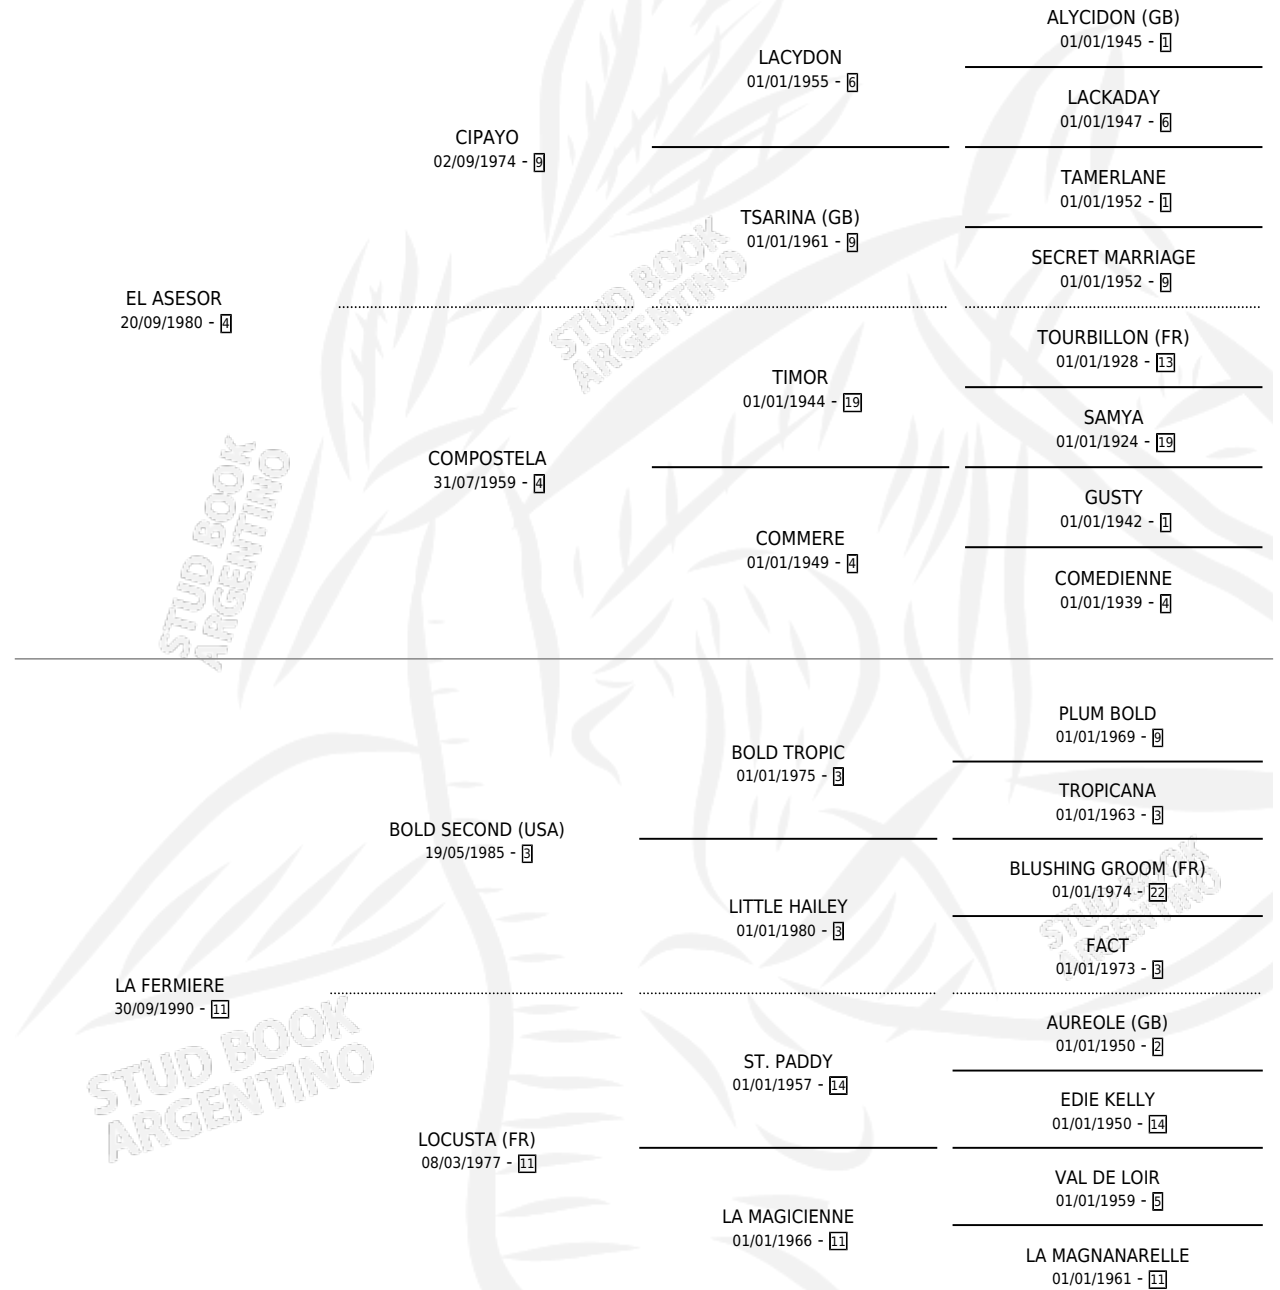 ALYCIDON (GB)
01/01/1945 - 1
LACYDON
01/01/1955 - 6
LACKADAY
01/01/1947 - 6
CIPAYO
02/09/1974 - 9
TAMERLANE
01/01/1952 - 1
TSARINA (GB)
01/01/1961 - 9
SECRET MARRIAGE
01/01/1952 - 9
EL ASESOR
20/09/1980 - 4
TOURBILLON (FR)
01/01/1928 - 13
TIMOR
01/01/1944 - 19
SAMYA
01/01/1924 - 19
COMPOSTELA
31/07/1959 - 4
GUSTY
01/01/1942 - 1
COMMERE
01/01/1949 - 4
COMEDIENNE
01/01/1939 - 4
PLUM BOLD
01/01/1969 - 9
BOLD TROPIC
01/01/1975 - 3
TROPICANA
01/01/1963 - 3
BOLD SECOND (USA)
19/05/1985 - 3
BLUSHING GROOM (FR)
01/01/1974 - 22
LITTLE HAILEY
01/01/1980 - 3
FACT
01/01/1973 - 3
LA FERMIERE
30/09/1990 - 11
AUREOLE (GB)
01/01/1950 - 2
ST. PADDY
01/01/1957 - 14
EDIE KELLY
01/01/1950 - 14
LOCUSTA (FR)
08/03/1977 - 11
VAL DE LOIR
01/01/1959 - 5
LA MAGICIENNE
01/01/1966 - 11
LA MAGNANARELLE
01/01/1961 - 11
STUD BOOK
ARGENTINO
STUD BOOK
ARGENTINO
STUD BOOK
ARGENTINO
STUD BOOK
ARGENTINO